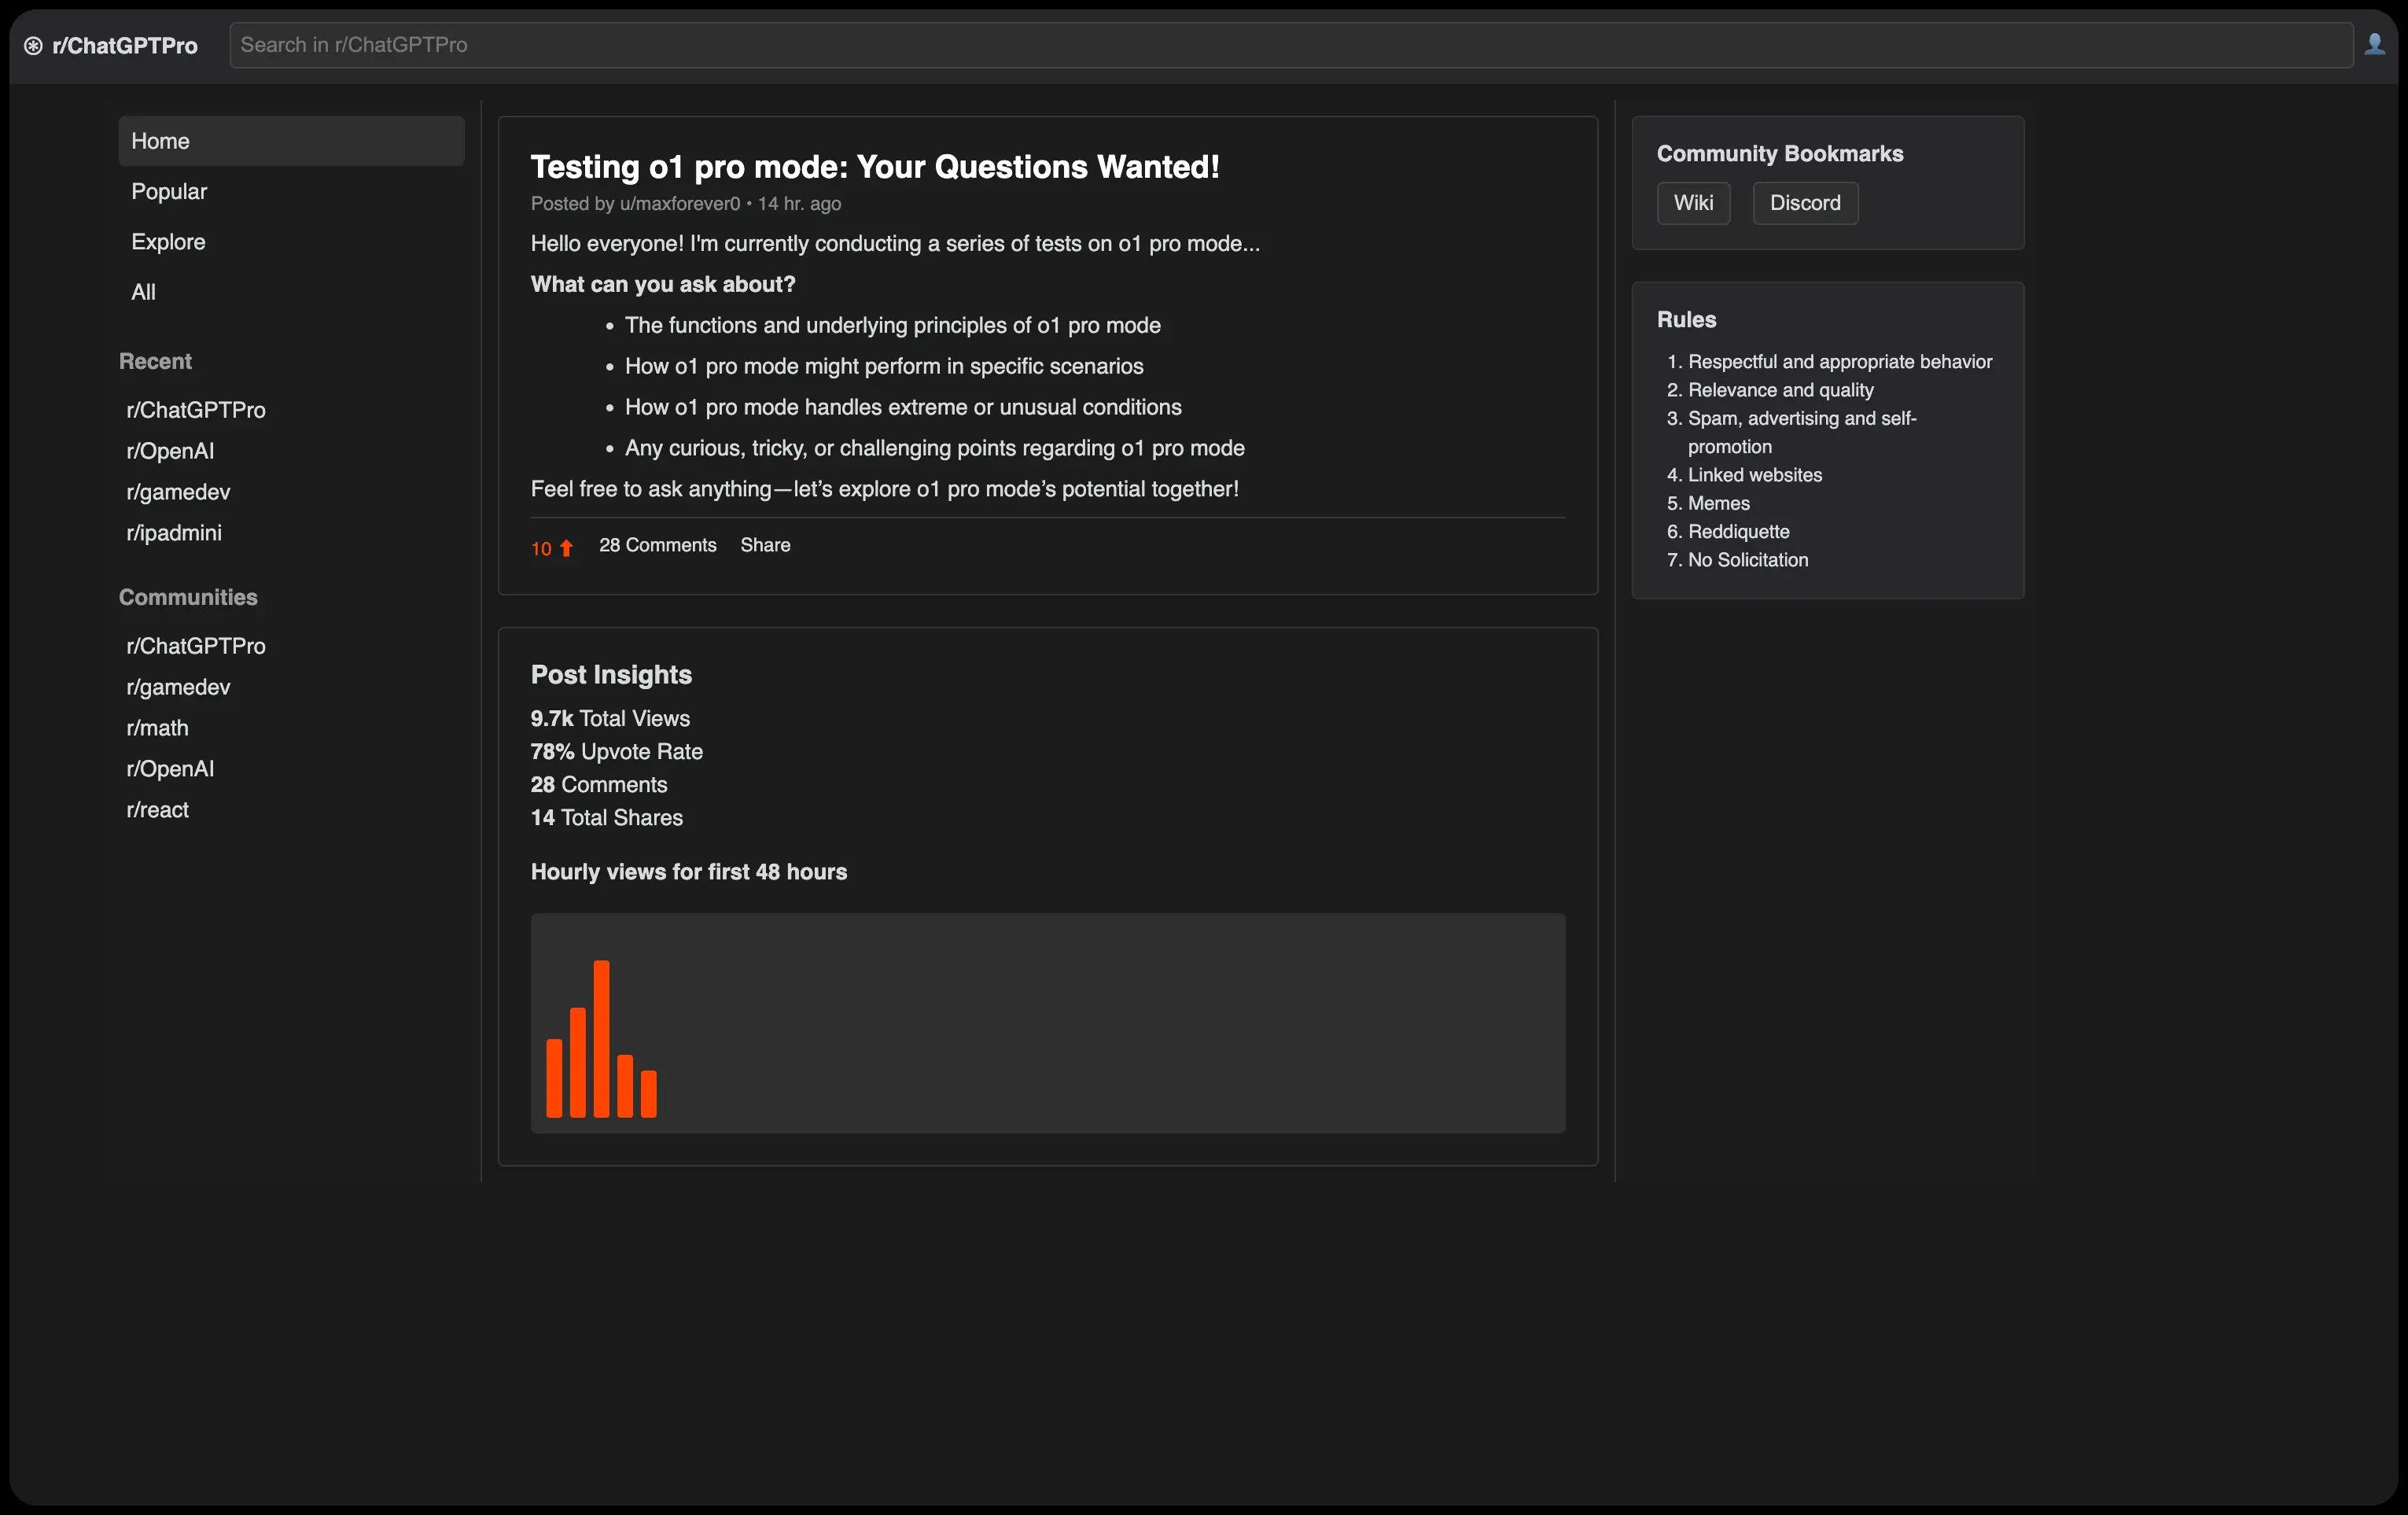 r/ChatGPTPro
Search in r/ChatGPTPro
Home
Popular
Explore
All
Recent
r/ChatGPTPro
r/OpenAI
r/gamedev
r/ipadmini
Communities
r/ChatGPTPro
r/gamedev
r/math
r/OpenAI
r/react
Testing o1 pro mode: Your Questions Wanted!
Posted by u/maxforever0 • 14 hr. ago
Hello everyone! I'm currently conducting a series of tests on o1 pro mode...
What can you ask about?
• The functions and underlying principles of o1 pro mode
• How o1 pro mode might perform in specific scenarios
• How o1 pro mode handles extreme or unusual conditions
• Any curious, tricky, or challenging points regarding o1 pro mode
Feel free to ask anything—let’s explore o1 pro mode’s potential together!
10 ⬆ 28 Comments Share
Post Insights
9.7k Total Views
78% Upvote Rate
28 Comments
14 Total Shares
Hourly views for first 48 hours
Community Bookmarks
Wiki Discord
Rules
1. Respectful and appropriate behavior
2. Relevance and quality
3. Spam, advertising and self-
promotion
4. Linked websites
5. Memes
6. Reddiquette
7. No Solicitation